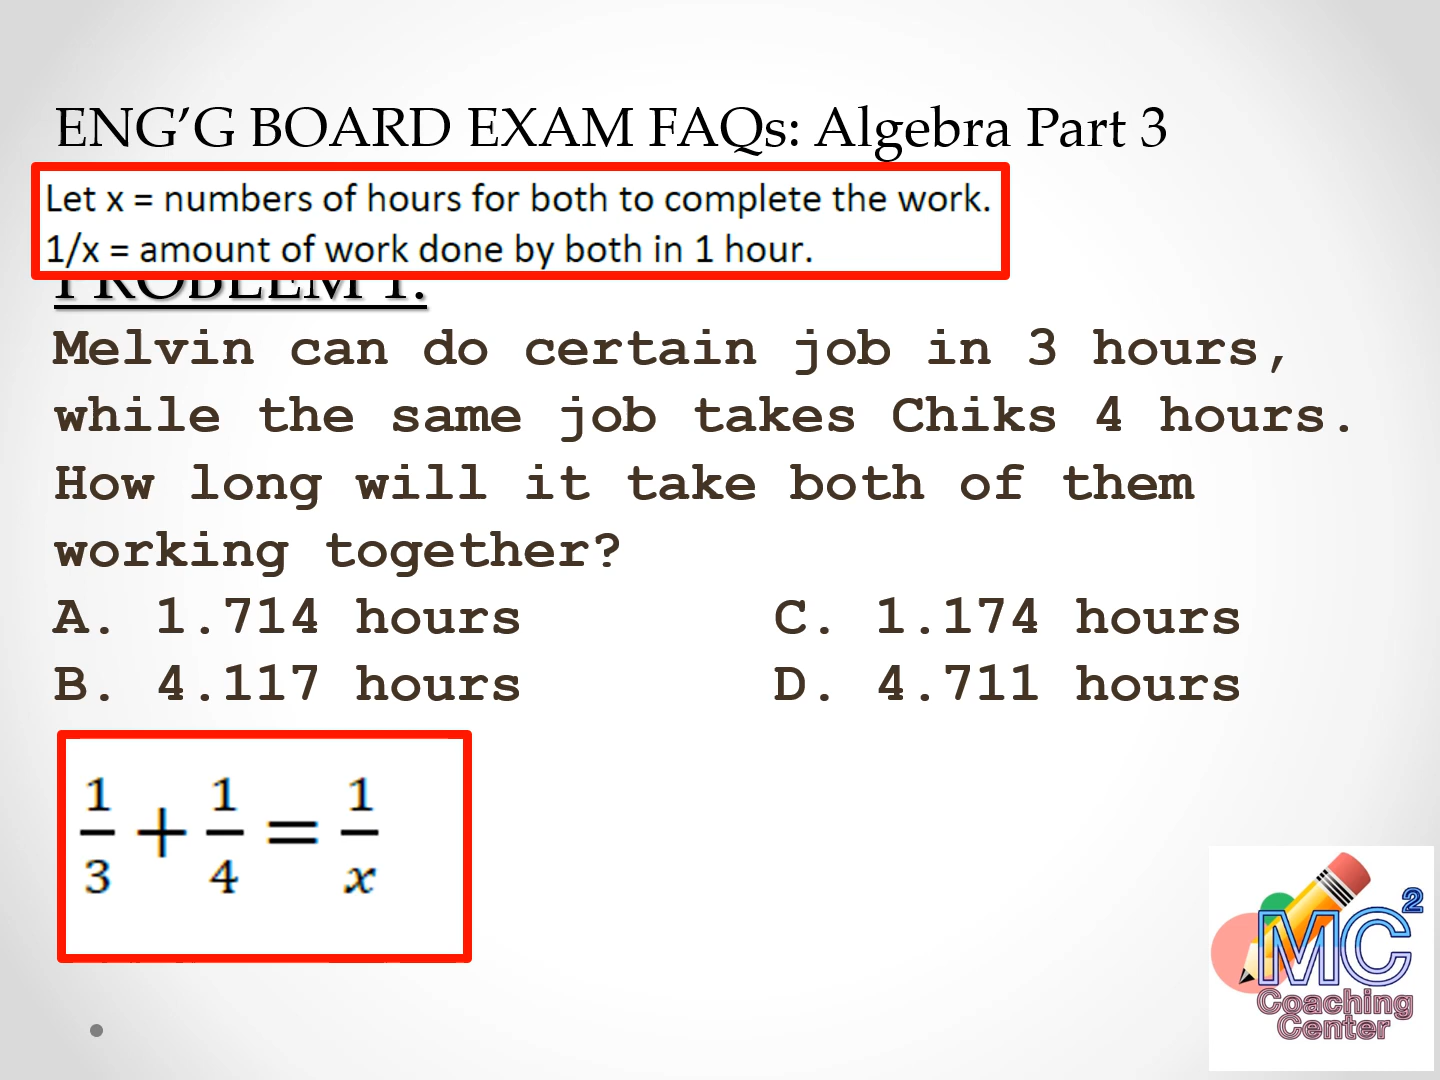 ENG’G BOARD EXAM FAQs: Algebra Part 3
Let x = numbers of hours for both to complete the work.
1/x = amount of work done by both in 1 hour.
PROBLEM 1:
Melvin can do certain job in 3 hours,
while the same job takes Chiks 4 hours.
How long will it take both of them
working together?
A. 1.714 hours C. 1.174 hours
B. 4.117 hours D. 4.711 hours
1/3 + 1/4 = 1/x
MC²
Coaching
Center